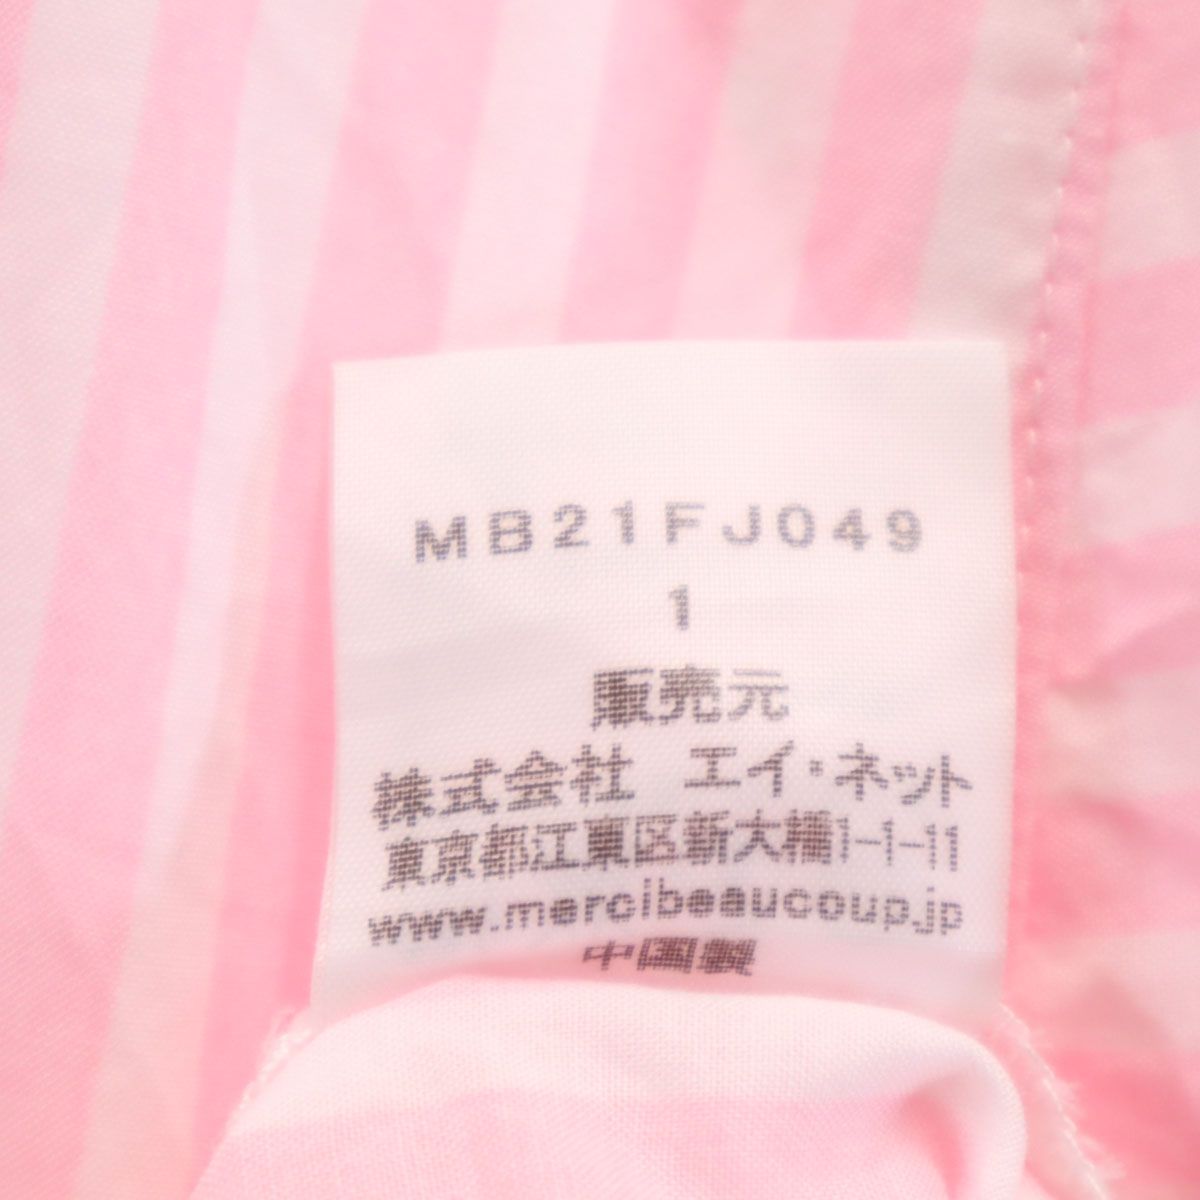 MB21FJ049
1
販売元
株式会社 エイ・ネット
東京都江東区新大橋1-1-11
www.mercibeaucoup.jp
中国製